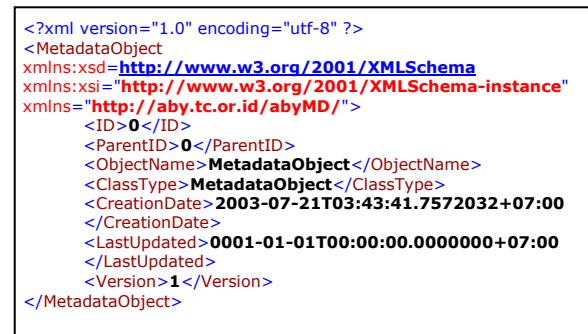 <?xml version="1.0" encoding="utf-8" ?>
<MetadataObject
xmlns:xsd=http://www.w3.org/2001/XMLSchema
xmlns:xsi="http://www.w3.org/2001/XMLSchema-instance"
xmlns="http://aby.tc.or.id/abyMD/">
<ID>0</ID>
<ParentID>0</ParentID>
<ObjectName>MetadataObject</ObjectName>
<ClassType>MetadataObject</ClassType>
<CreationDate>2003-07-21T03:43:41.7572032+07:00
</CreationDate>
<LastUpdated>0001-01-01T00:00:00.0000000+07:00
</LastUpdated>
<Version>1</Version>
</MetadataObject>